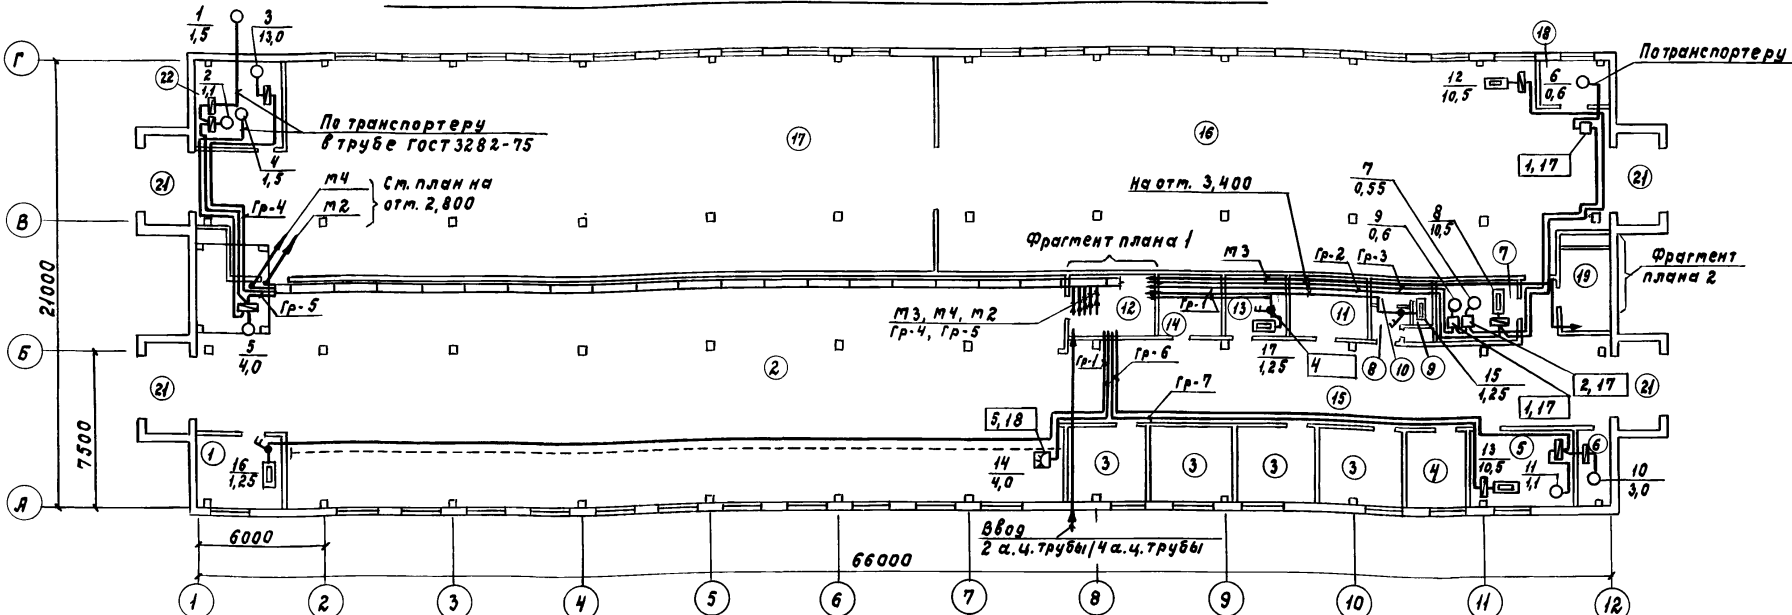 1
1,5
3
13,0
18
По транспортеру
Г
22
2
1,1
12
10,5
6
0,6
По транспортеру
в трубе ГОСТ 3282-75
17
16
4
1,5
1,17
21
м4
м2
См. план на
отм. 2,800
Гр-4
На отм. 3,400
7
0,55
21
В
9
0,6
8
10,5
Фрагмент плана 1
м3
Гр-2
Гр-3
7
19
Фрагмент
плана 2
21000
Гр-5
м3, м4, м2
Гр-4, Гр-5
12
Гр-1
13
11
14
Б
5
4,0
2
Гр-1
Гр-6
17
1,25
4
8
10
9
15
1,25
2,17
21
21
Гр-7
15
1,17
7500
5,18
1
16
1,25
14
4,0
3
3
3
3
4
13
10,5
5
11
1,1
6
10
3,0
А
Ввод
2 а.ц. трубы/4 а.ц. трубы
6000
66000
1
2
3
4
5
6
7
8
9
10
11
12